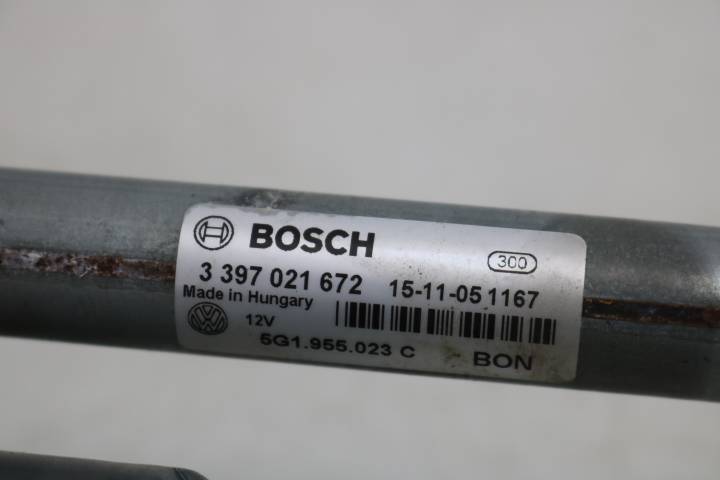 BOSCH 300
3 397 021 672 15-11-05 1167
Made in Hungary
12V
5G1.955.023 C BON